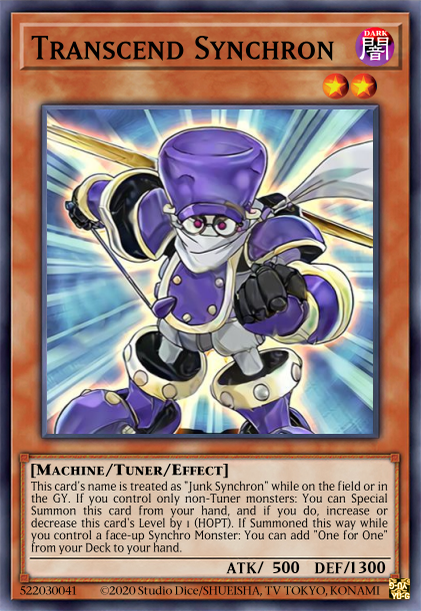 TRANSCEND SYNCHRON
DARK
闇
[MACHINE/TUNER/EFFECT]
This card's name is treated as "Junk Synchron" while on the field or in
the GY. If you control only non-Tuner monsters: You can Special
Summon this card from your hand, and if you do, increase or
decrease this card's Level by 1 (HOPT). If Summoned this way while
you control a face-up Synchro Monster: You can add "One for One"
from your Deck to your hand.
ATK/ 500 DEF/1300
522030041 ©2020 Studio Dice/SHUEISHA, TV TOKYO, KONAMI